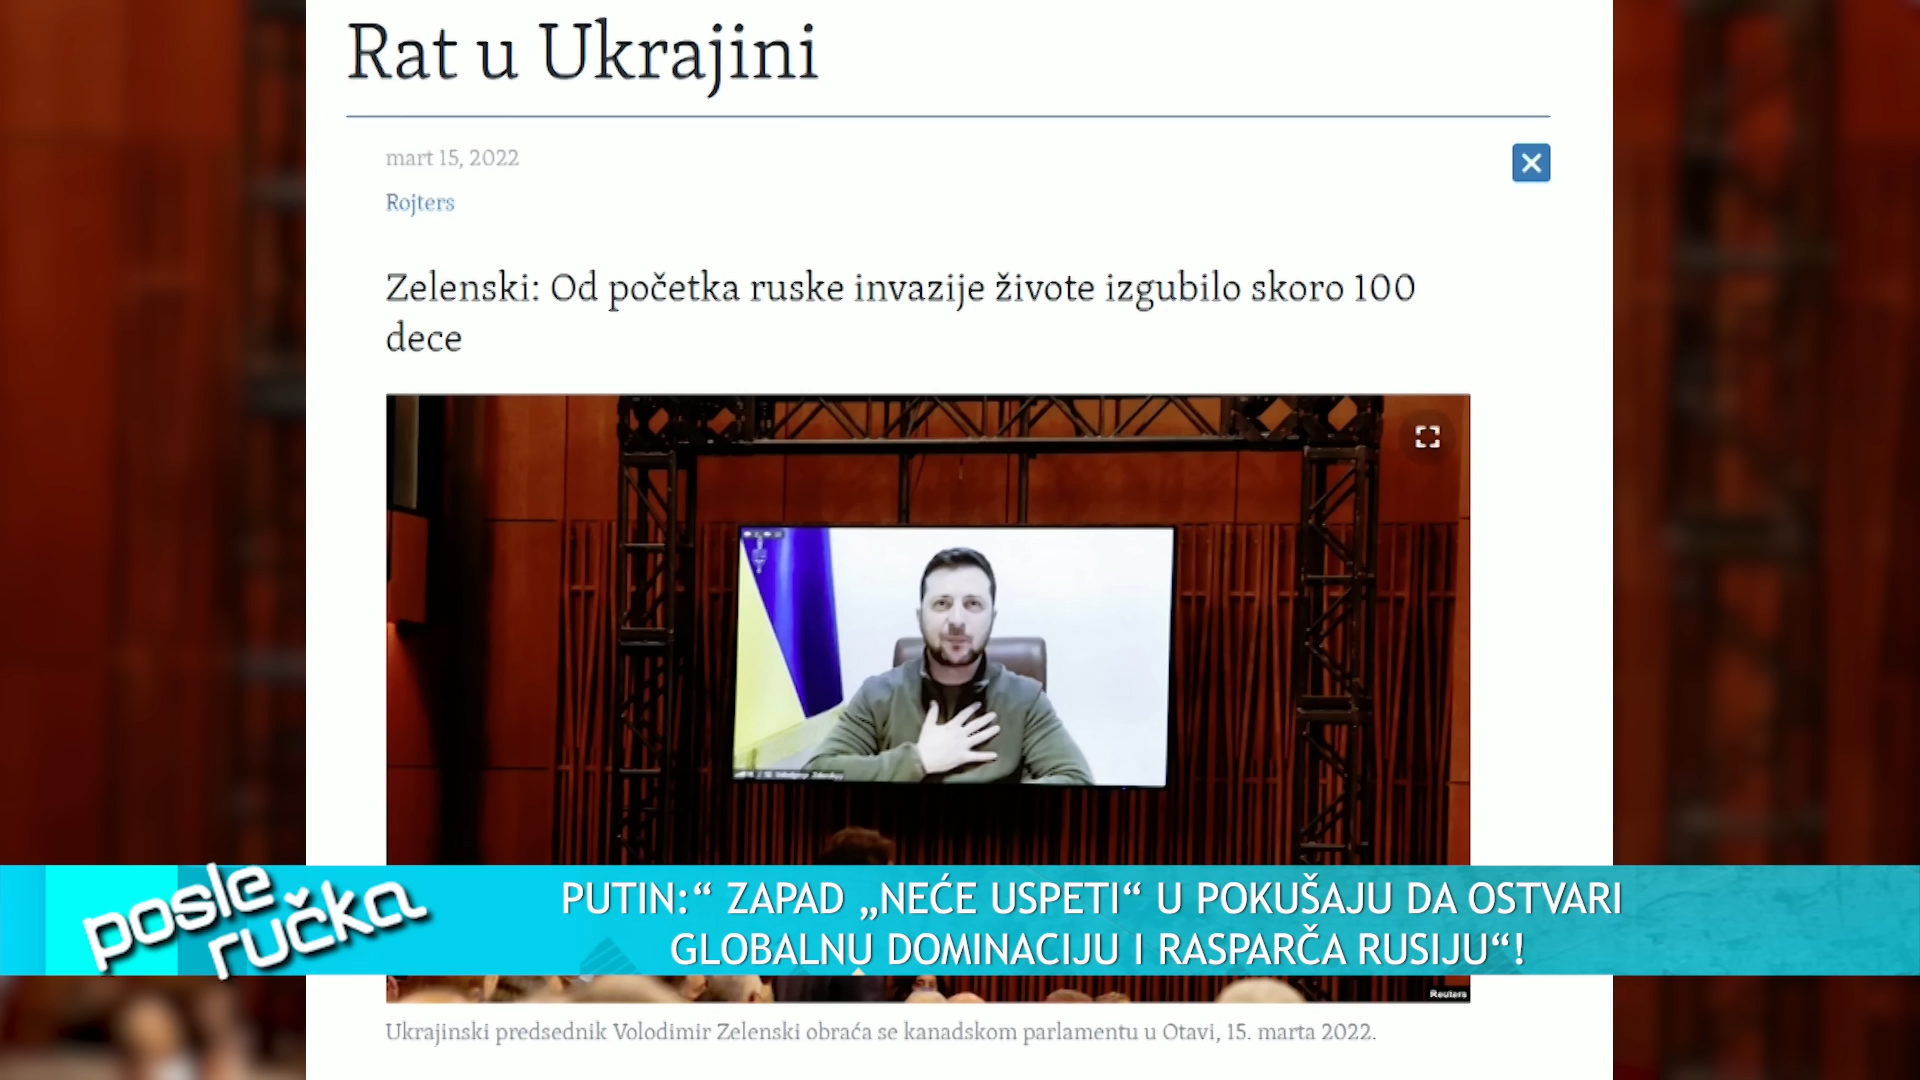 Rat u Ukrajini
mart 15, 2022
Rojters
Zelenski: Od početka ruske invazije živote izgubilo skoro 100
dece
posle
ručka
PUTIN:“ ZAPAD „NEĆE USPETI“ U POKUŠAJU DA OSTVARI
GLOBALNU DOMINACIJU I RASPARČA RUSIJU“!
Reuters
Ukrajinski predsednik Volodimir Zelenski obraća se kanadskom parlamentu u Otavi, 15. marta 2022.